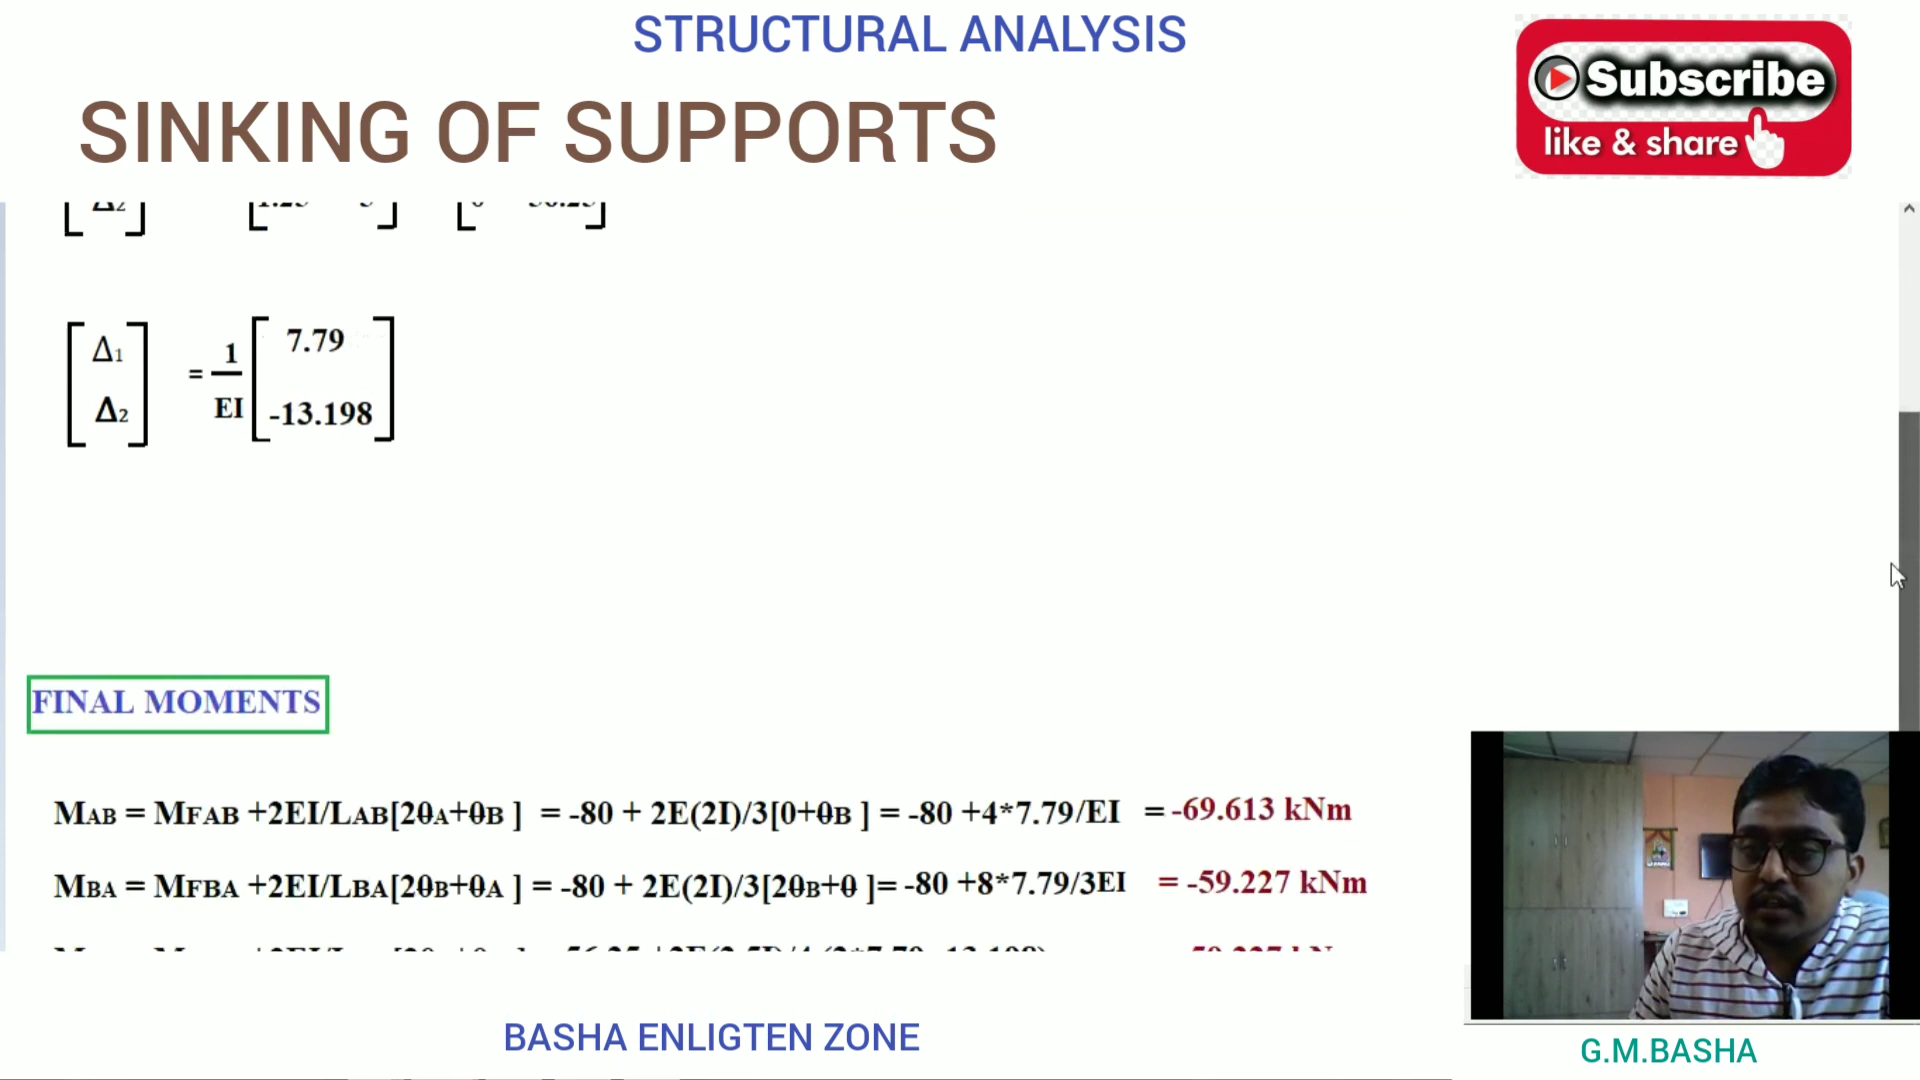 STRUCTURAL ANALYSIS
SINKING OF SUPPORTS
Subscribe
like & share
Δ1 = 1/EI 7.79
Δ2 -13.198
FINAL MOMENTS
MAB = MFAB +2EI/LAB[2θA+θB ] = -80 + 2E(2I)/3[0+θB ] = -80 +4*7.79/EI = -69.613 kNm
MBA = MFBA +2EI/LBA[2θB+θA ] = -80 + 2E(2I)/3[2θB+θ ]= -80 +8*7.79/3EI = -59.227 kNm
BASHA ENLIGTEN ZONE
G.M.BASHA